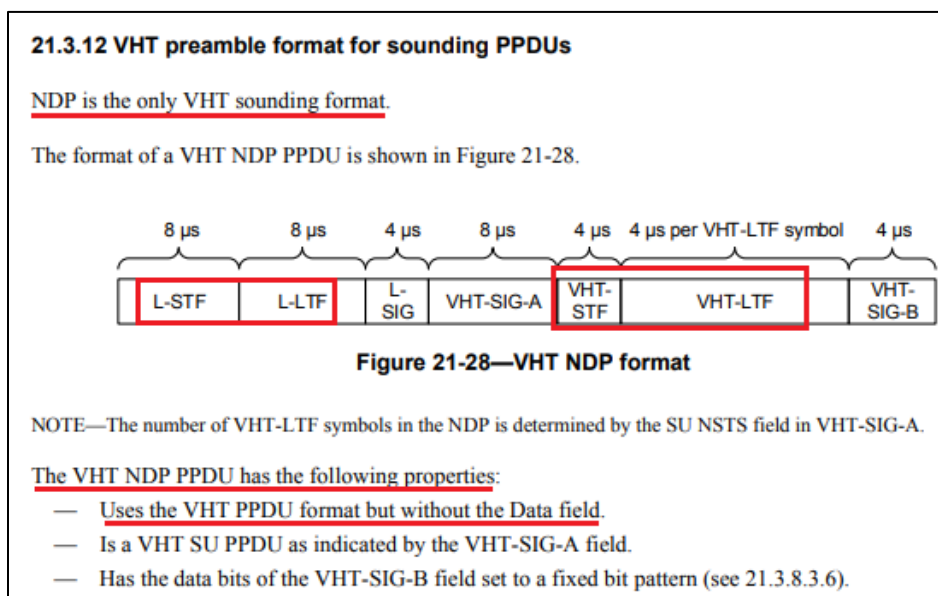 21.3.12 VHT preamble format for sounding PPDUs
NDP is the only VHT sounding format.
The format of a VHT NDP PPDU is shown in Figure 21-28.
8 µs 8 µs 4 µs 8 µs 4 µs 4 µs per VHT-LTF symbol 4 µs
L-STF L-LTF L-SIG VHT-SIG-A VHT-STF VHT-LTF VHT-SIG-B
Figure 21-28—VHT NDP format
NOTE—The number of VHT-LTF symbols in the NDP is determined by the SU NSTS field in VHT-SIG-A.
The VHT NDP PPDU has the following properties:
— Uses the VHT PPDU format but without the Data field.
— Is a VHT SU PPDU as indicated by the VHT-SIG-A field.
— Has the data bits of the VHT-SIG-B field set to a fixed bit pattern (see 21.3.8.3.6).